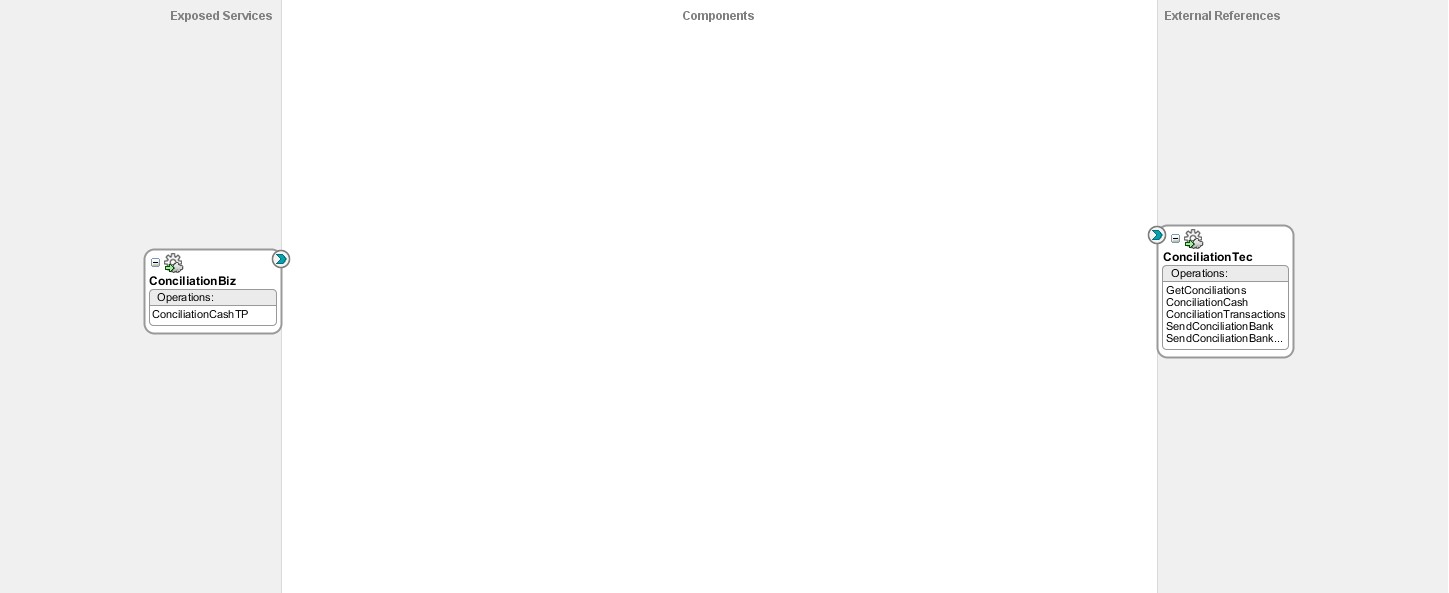 Exposed Services
Components
External References
ConciliationBiz
Operations:
ConciliationCashTP
ConciliationTec
Operations:
GetConciliations
ConciliationCash
ConciliationTransactions
SendConciliationBank
SendConciliationBank...